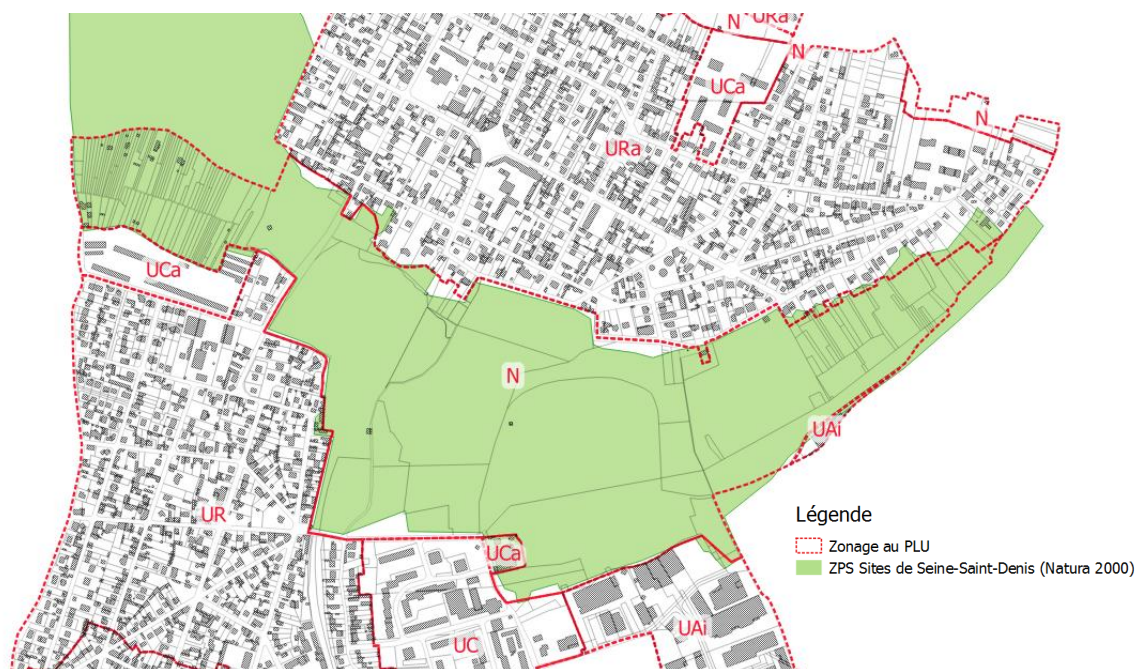 N
URa
N
UCa
N
URa
UCa
N
UAi
UR
UCa
UC
UAi
Légende
Zonage au PLU
ZPS Sites de Seine-Saint-Denis (Natura 2000)